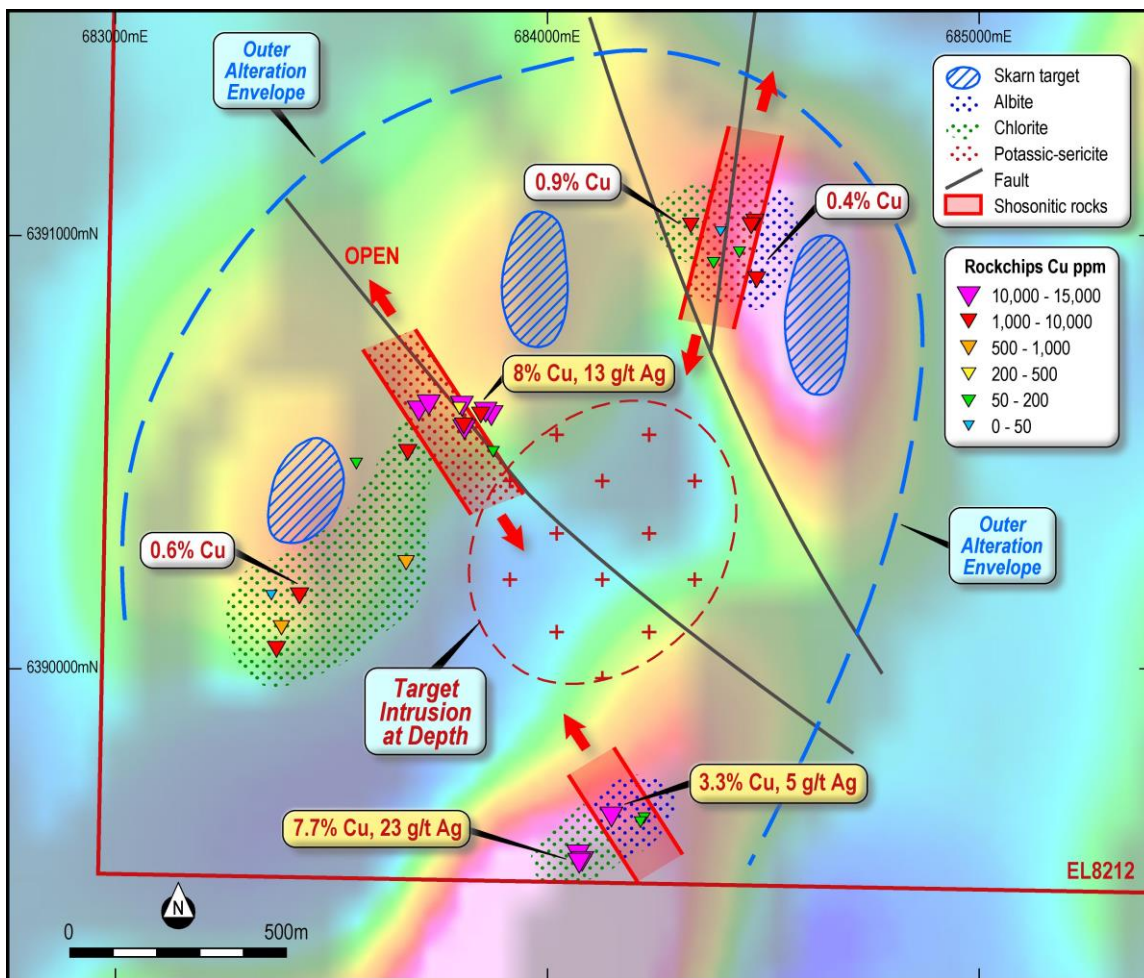 683000mE
684000mE
685000mE
Outer
Alteration
Envelope
Skarn target
Albite
Chlorite
Potassic-sericite
Fault
Shosonitic rocks
0.9% Cu
0.4% Cu
6391000mN
OPEN
Rockchips Cu ppm
10,000 - 15,000
1,000 - 10,000
500 - 1,000
200 - 500
50 - 200
0 - 50
8% Cu, 13 g/t Ag
0.6% Cu
Outer
Alteration
Envelope
6390000mN
Target
Intrusion
at Depth
3.3% Cu, 5 g/t Ag
7.7% Cu, 23 g/t Ag
EL8212
N
0
500m